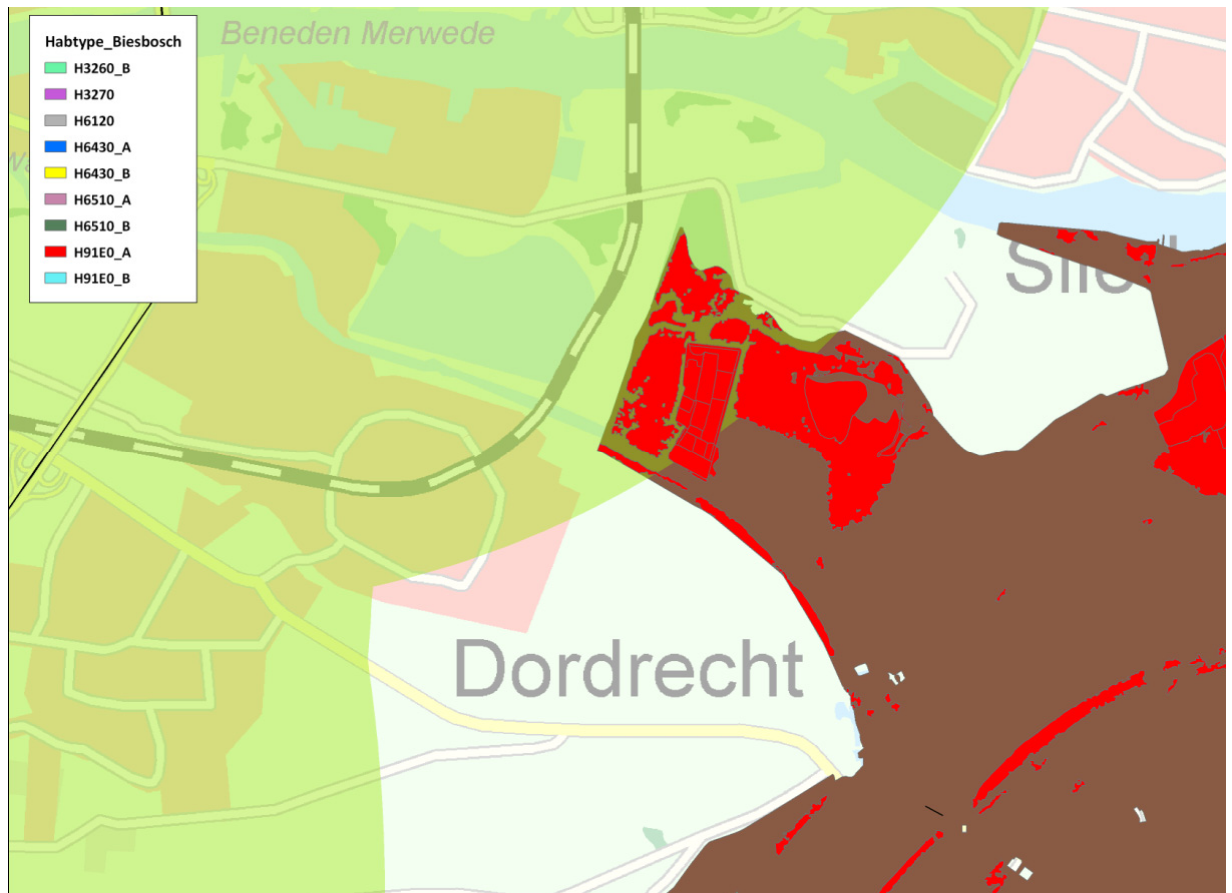 Habtype_Biesbosch
H3260_B
H3270
H6120
H6430_A
H6430_B
H6510_A
H6510_B
H91E0_A
H91E0_B
Beneden Merwede
Dordrecht